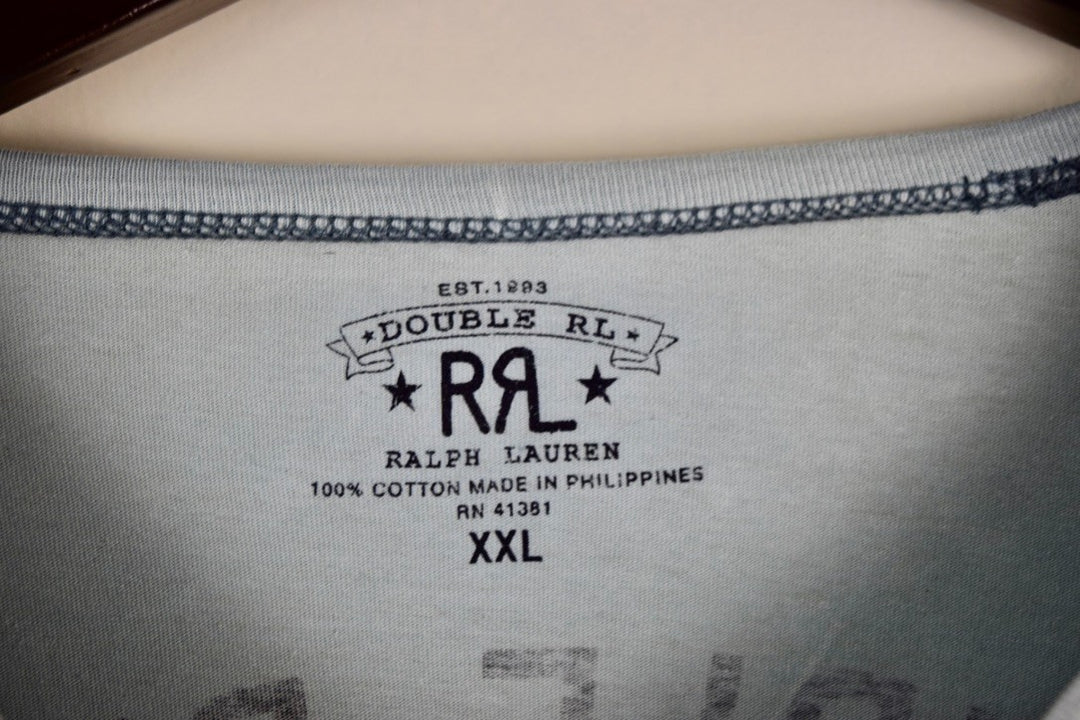 EST.1993
DOUBLE RL
RRL
RALPH LAUREN
100% COTTON MADE IN PHILIPPINES
RN 41381
XXL